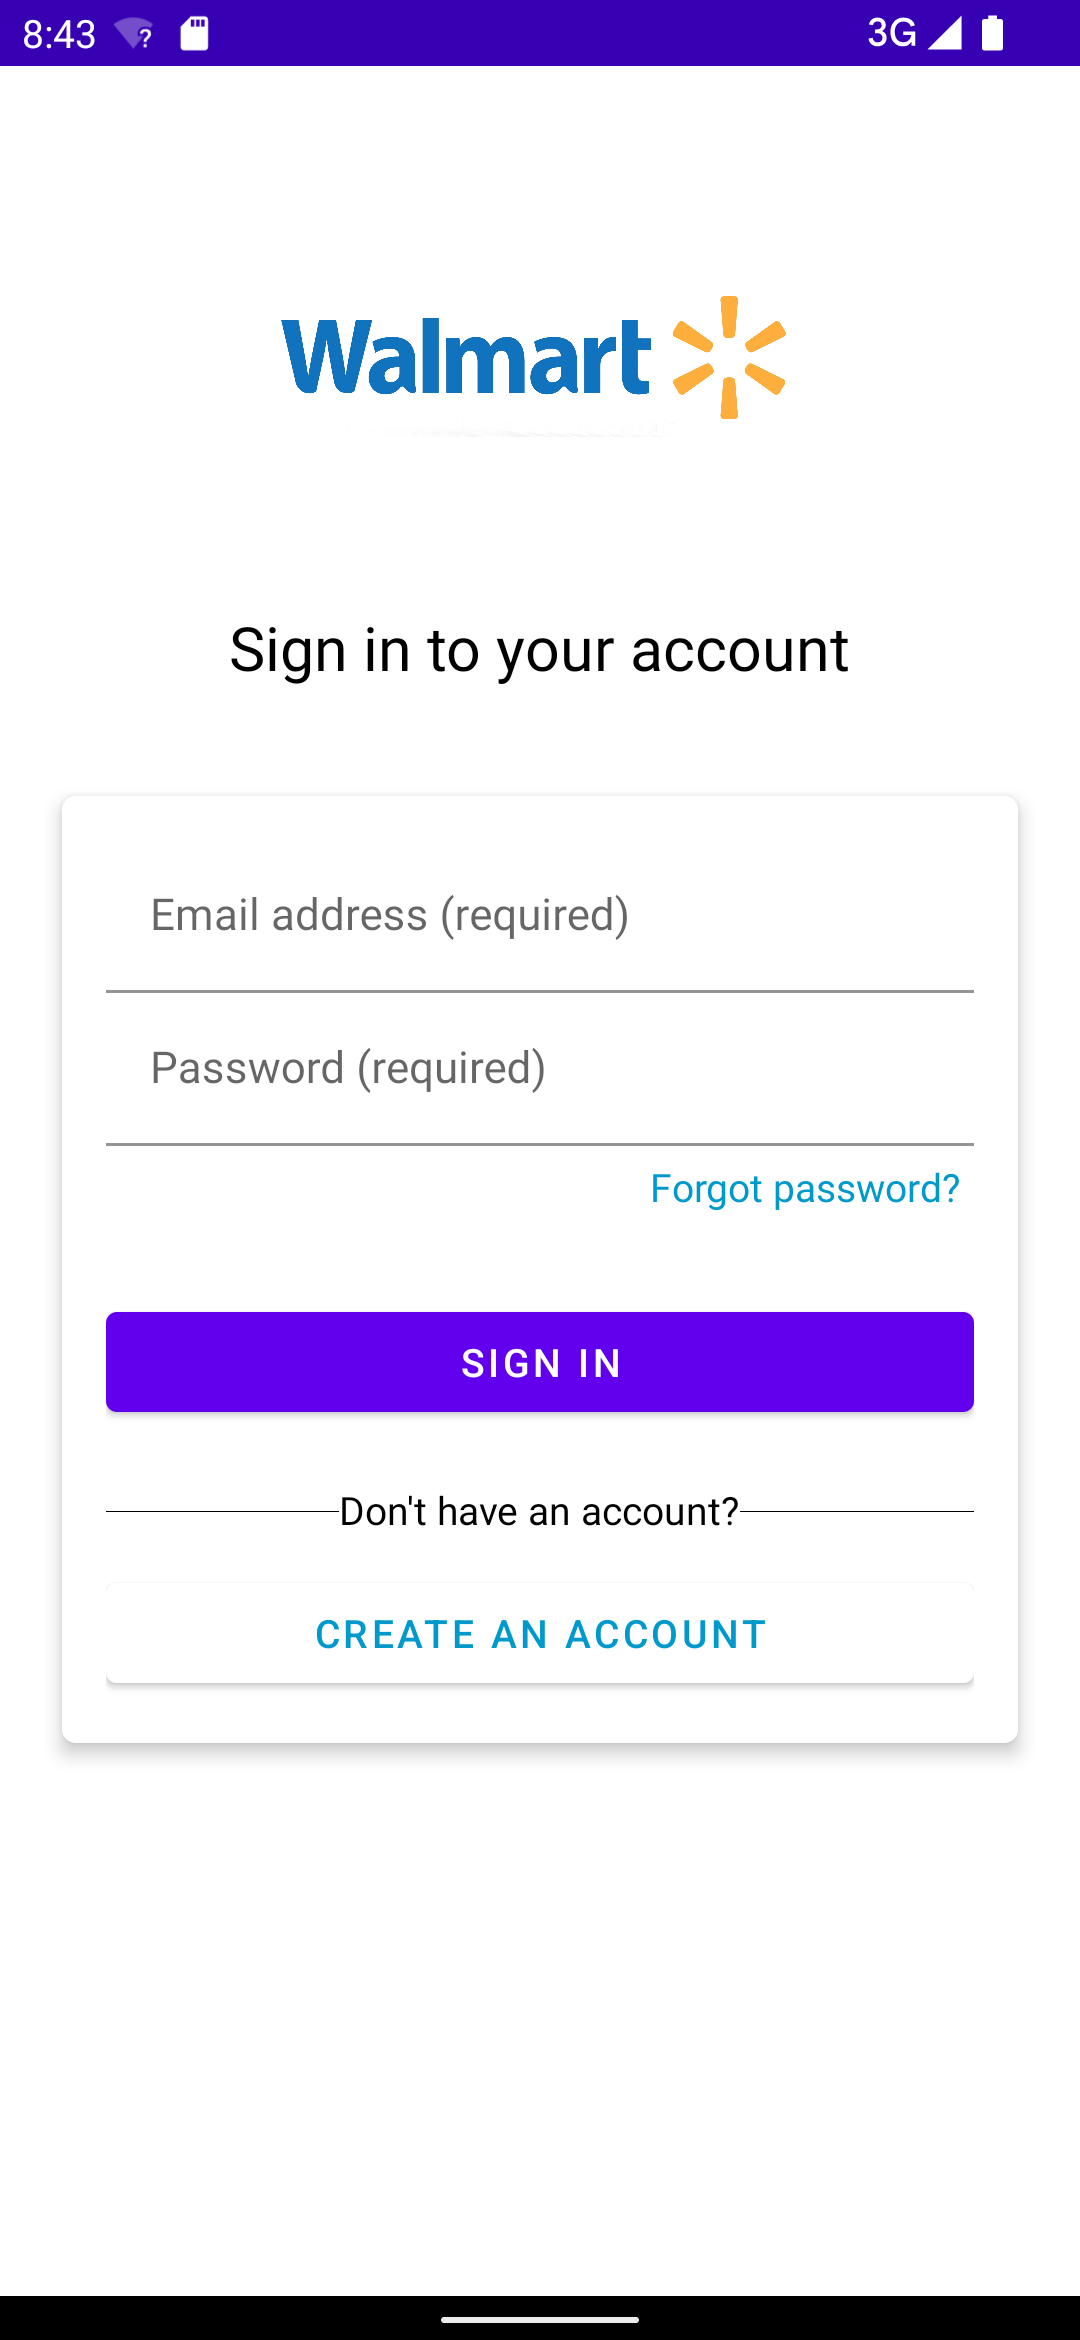 8:43 ? 3G
Walmart
Sign in to your account
Email address (required)
Password (required)
Forgot password?
SIGN IN
Don't have an account?
CREATE AN ACCOUNT